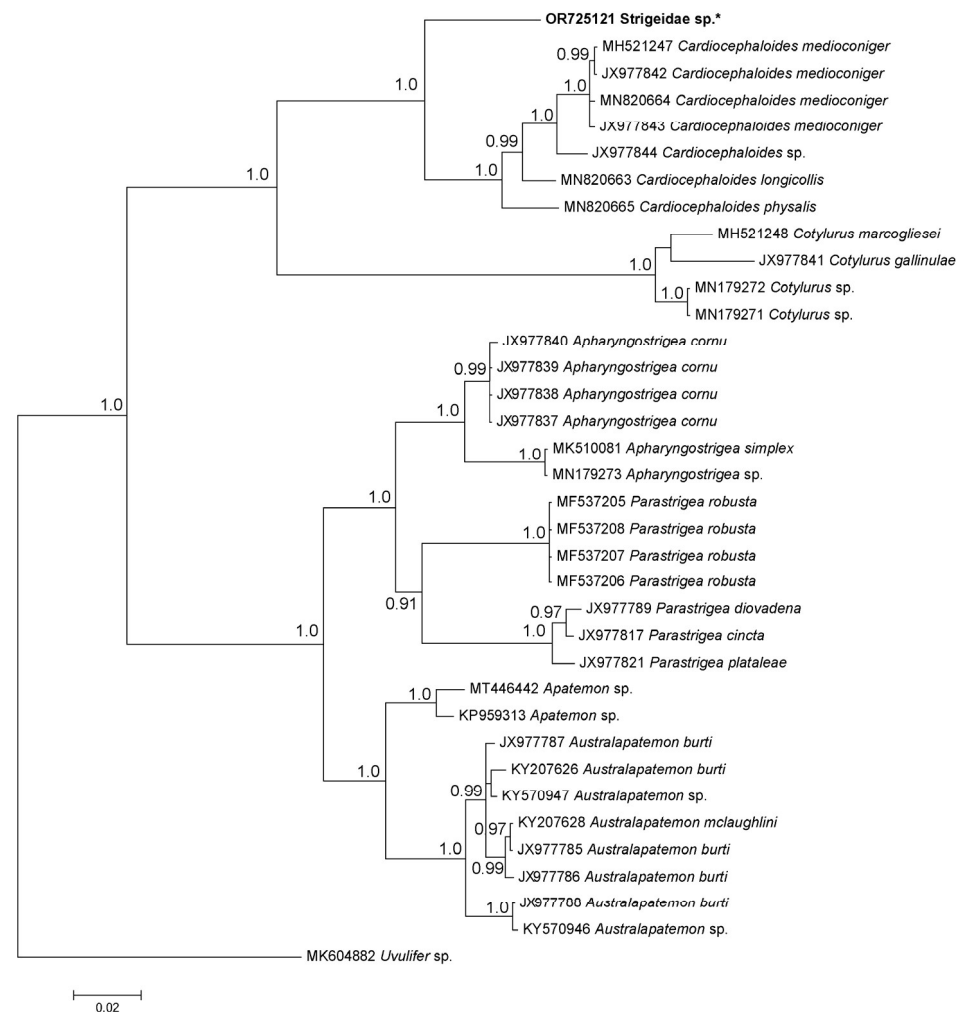 OR725121 Strigeidae sp.*
MH521247 Cardiocephaloides medioconiger
0.99
JX977842 Cardiocephaloides medioconiger
1.0
1.0
MN820664 Cardiocephaloides medioconiger
1.0
JX977843 Cardiocephaloides medioconiger
0.99
JX977844 Cardiocephaloides sp.
1.0
1.0
MN820663 Cardiocephaloides longicollis
MN820665 Cardiocephaloides physalis
MH521248 Cotylurus marcogliesei
1.0
JX977841 Cotylurus gallinulae
1.0
MN179272 Cotylurus sp.
MN179271 Cotylurus sp.
JX977840 Apharyngostrigea cornu
0.99
JX977839 Apharyngostrigea cornu
JX977838 Apharyngostrigea cornu
1.0
1.0
JX977837 Apharyngostrigea cornu
1.0
MK510081 Apharyngostrigea simplex
MN179273 Apharyngostrigea sp.
1.0
MF537205 Parastrigea robusta
1.0
MF537208 Parastrigea robusta
MF537207 Parastrigea robusta
MF537206 Parastrigea robusta
0.91
0.97
JX977789 Parastrigea diovadena
1.0
1.0
JX977817 Parastrigea cincta
JX977821 Parastrigea plataleae
1.0
MT446442 Apatemon sp.
KP959313 Apatemon sp.
JX977787 Australapatemon burti
1.0
KY207626 Australapatemon burti
0.99
KY570947 Australapatemon sp.
0.97
KY207628 Australapatemon mclaughlini
1.0
JX977785 Australapatemon burti
0.99
JX977786 Australapatemon burti
1.0
Australapatemon burti
KY570946 Australapatemon sp.
MK604882 Uvulifer sp.
0.02